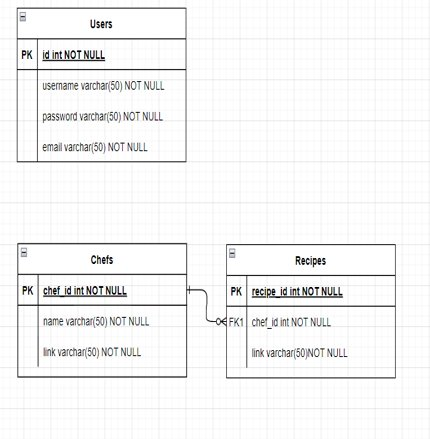 Users
PK id int NOT NULL
username varchar(50) NOT NULL
password varchar(50) NOT NULL
email varchar(50) NOT NULL
Chefs
PK chef_id int NOT NULL
name varchar(50) NOT NULL
link varchar(50) NOT NULL
Recipes
PK recipe_id int NOT NULL
FK1 chef_id int NOT NULL
link varchar(50)NOT NULL